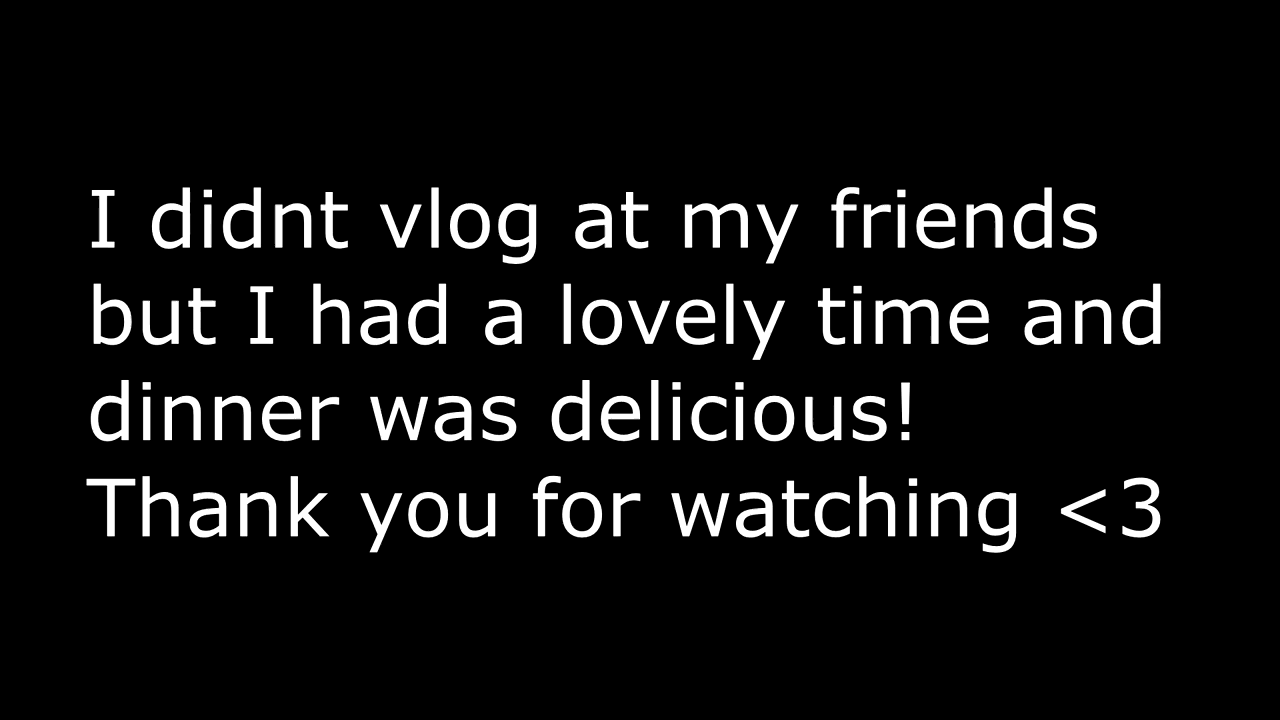 I didnt vlog at my friends
but I had a lovely time and
dinner was delicious!
Thank you for watching <3